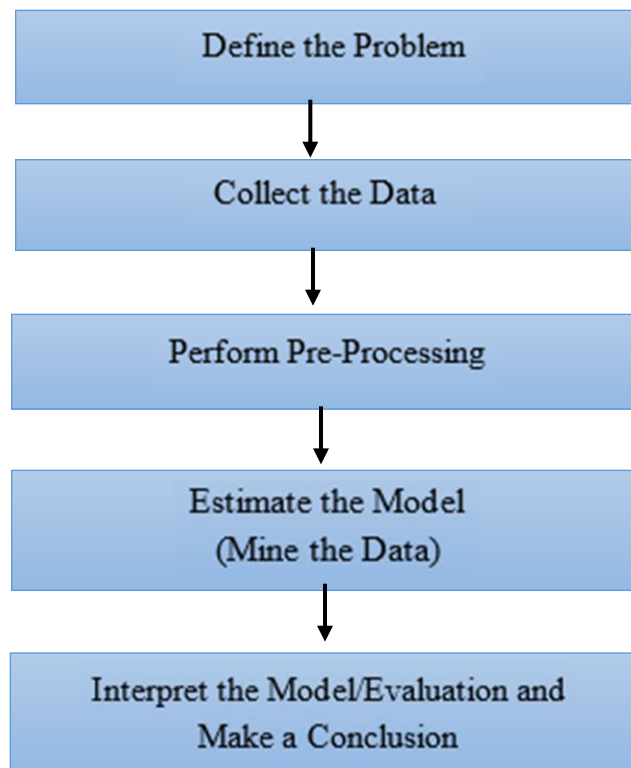 Define the Problem
Collect the Data
Perform Pre-Processing
Estimate the Model
(Mine the Data)
Interpret the Model/Evaluation and
Make a Conclusion